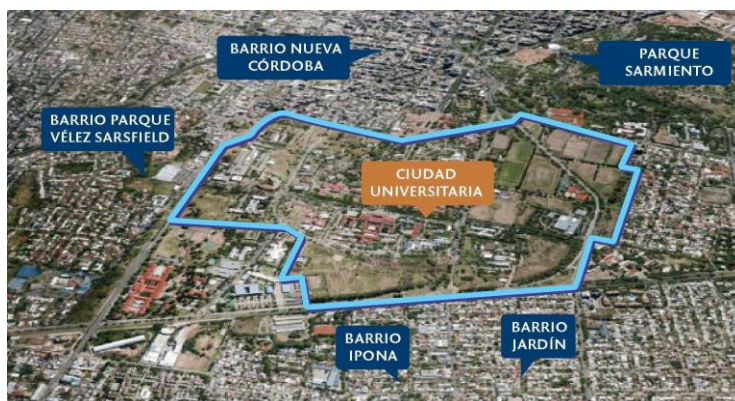 BARRIO NUEVA
CÓRDOBA
PARQUE
SARMIENTO
BARRIO PARQUE
VÉLEZ SARSFIELD
CIUDAD
UNIVERSITARIA
BARRIO
IPONA
BARRIO
JARDÍN